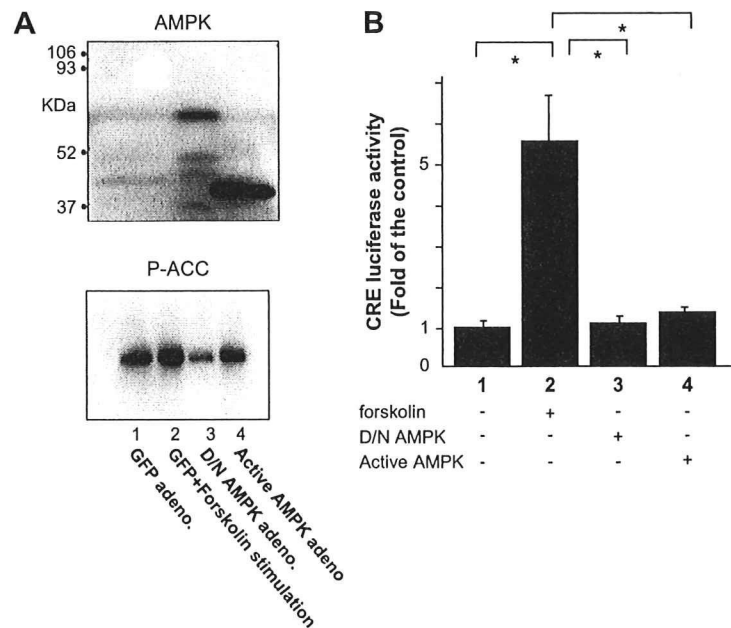 A
AMPK
106
93
KDa
52
37
P-ACC
1 2 3 4
GFP adeno.
GFP+Forskolin stimulation
D/N AMPK adeno.
Active AMPK adeno
B
*
* *
CRE luciferase activity
(Fold of the control)
5
1
0
1 2 3 4
forskolin - + - -
D/N AMPK - - + -
Active AMPK - - - +